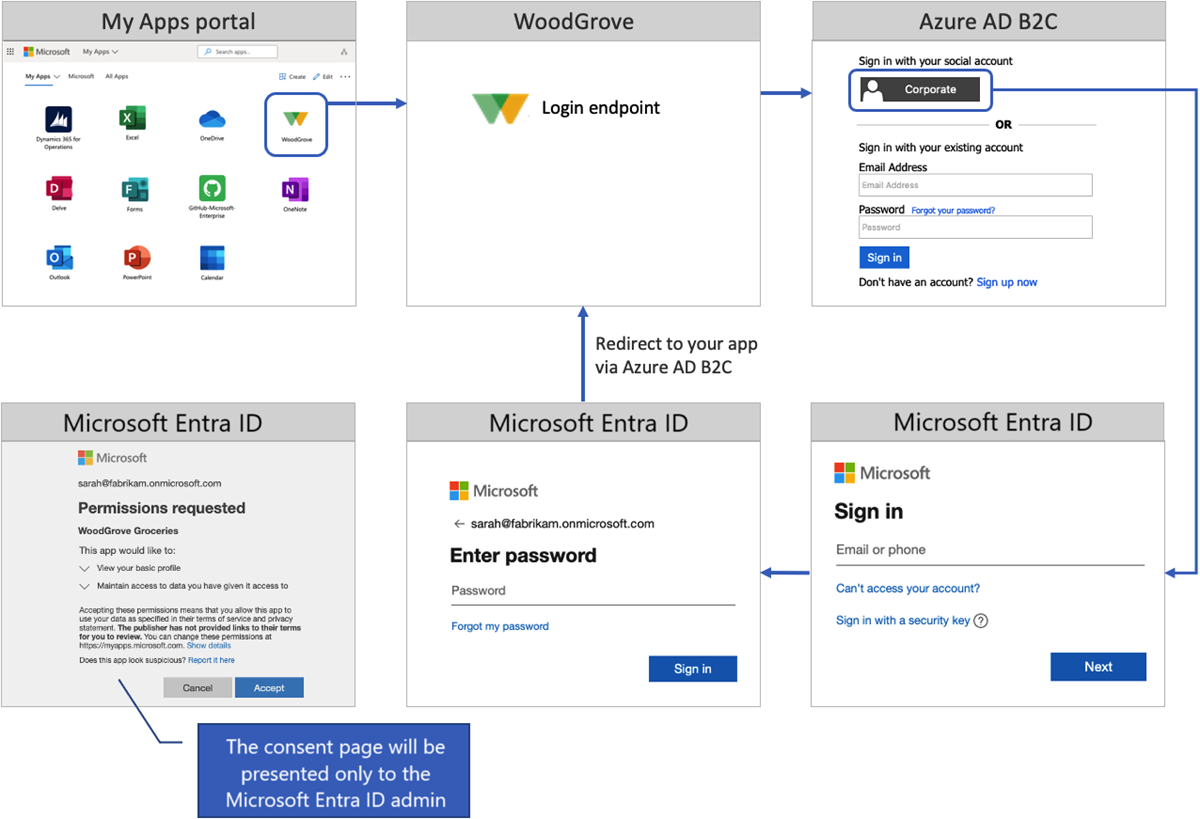 My Apps portal
Microsoft My Apps
Search apps..
My Apps Microsoft All Apps
Create Edit ...
Dynamics 365 for
Operations
Excel
OneDrive
WoodGrove
Delve
Forms
GitHub-Microsoft-
Enterprise
OneNote
Outlook
PowerPoint
Calendar
WoodGrove
Login endpoint
Azure AD B2C
Sign in with your social account
Corporate
OR
Sign in with your existing account
Email Address
Email Address
Password Forgot your password?
Password
Sign in
Don't have an account? Sign up now
Redirect to your app
via Azure AD B2C
Microsoft Entra ID
Microsoft
sarah@fabrikam.onmicrosoft.com
Permissions requested
WoodGrove Groceries
This app would like to:
View your basic profile
Maintain access to data you have given it access to
Accepting these permissions means that you allow this app to
use your data as specified in their terms of service and privacy
statement. The publisher has not provided links to their terms
for you to review. You can change these permissions at
https://myapps.microsoft.com. Show details
Does this app look suspicious? Report it here
Cancel Accept
The consent page will be
presented only to the
Microsoft Entra ID admin
Microsoft Entra ID
Microsoft
← sarah@fabrikam.onmicrosoft.com
Enter password
Password
Forgot my password
Sign in
Microsoft Entra ID
Microsoft
Sign in
Email or phone
Can't access your account?
Sign in with a security key ?
Next